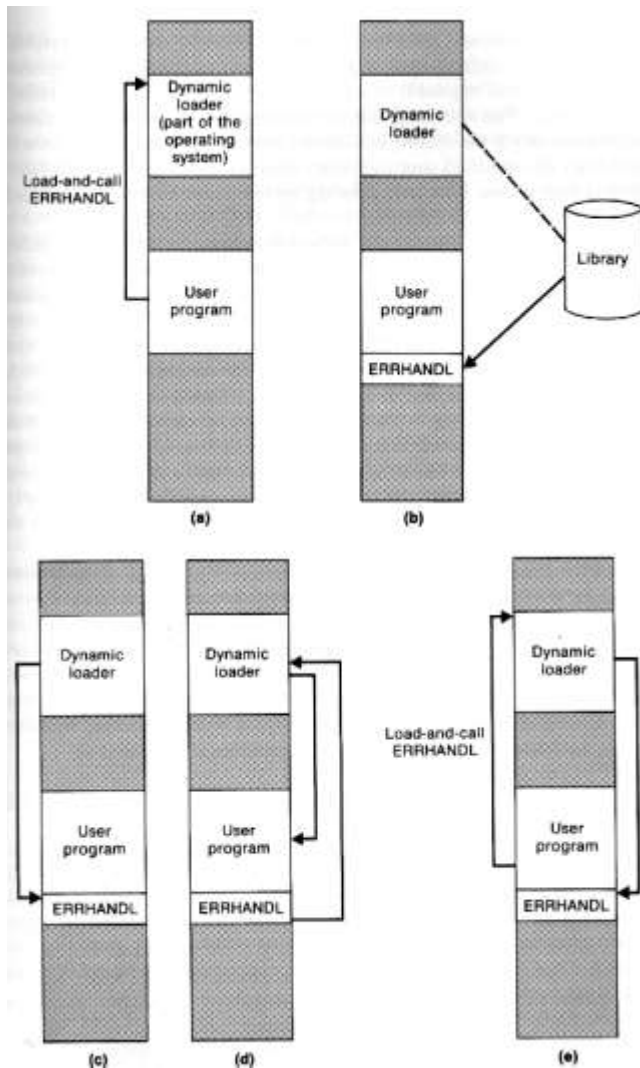 Dynamic
loader
(part of the
operating
system)
Load-and-call
ERRHANDL
User
program
(a)
Dynamic
loader
Library
User
program
ERRHANDL
(b)
Dynamic
loader
User
program
ERRHANDL
(c)
Dynamic
loader
User
program
ERRHANDL
(d)
Dynamic
loader
Load-and-call
ERRHANDL
User
program
ERRHANDL
(e)